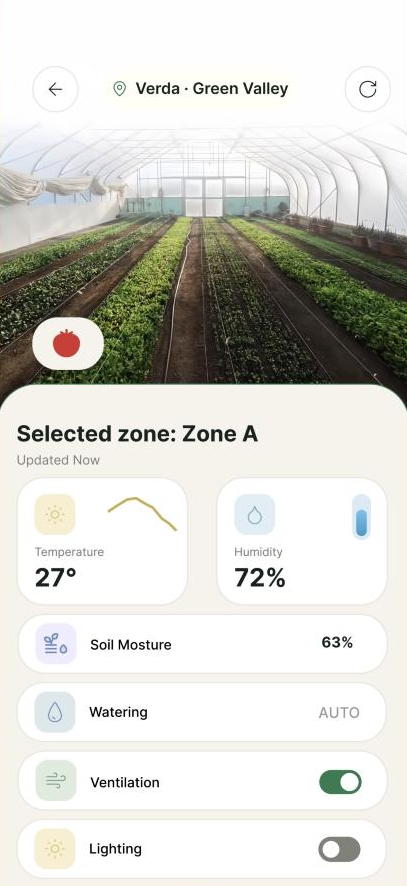 Verda · Green Valley
Selected zone: Zone A
Updated Now
Temperature
27°
Humidity
72%
Soil Mosture
63%
Watering
AUTO
Ventilation
Lighting